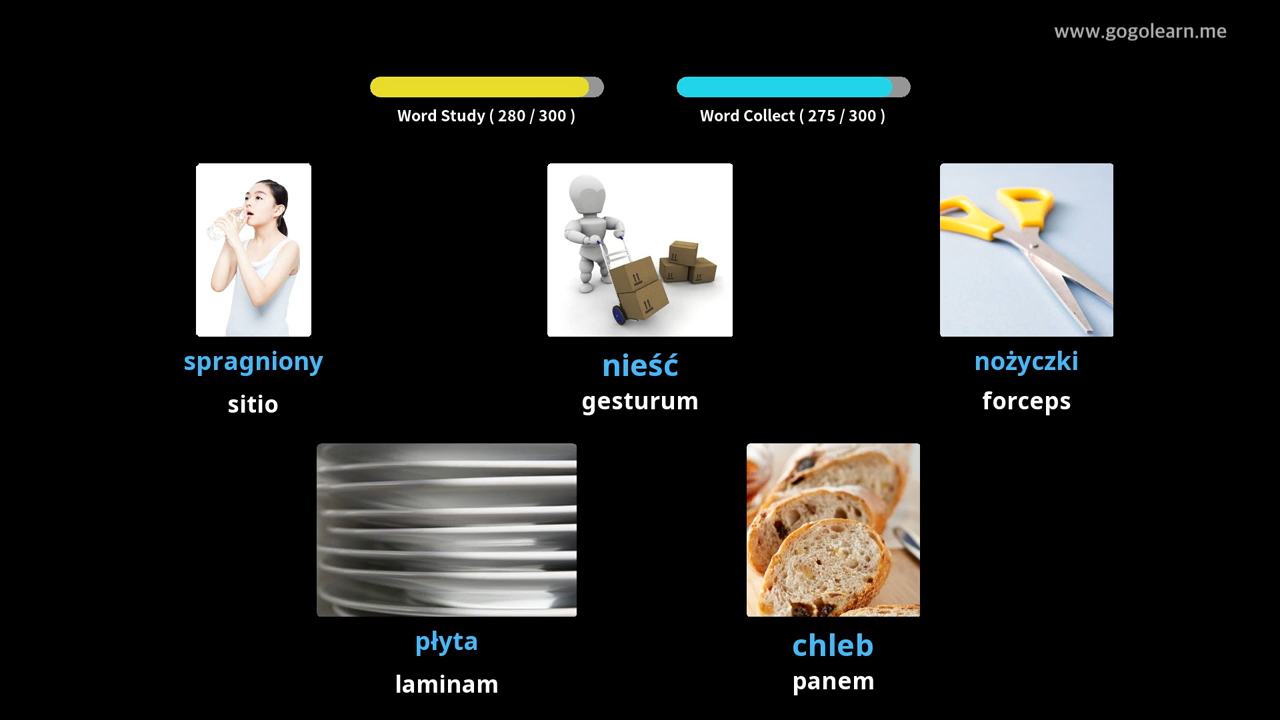 www.gogolearn.me
Word Study ( 280 / 300 )
Word Collect ( 275 / 300 )
spragniony
sitio
nieść
gesturum
nożyczki
forceps
płyta
laminam
chleb
panem